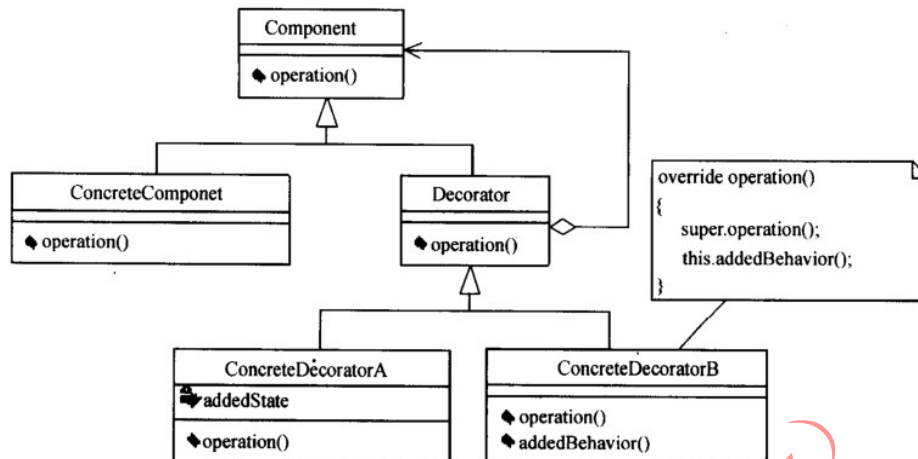 Component
operation()
ConcreteComponet
operation()
Decorator
operation()
override operation()
{
super.operation();
this.addedBehavior();
}
ConcreteDecoratorA
addedState
operation()
ConcreteDecoratorB
operation()
addedBehavior()